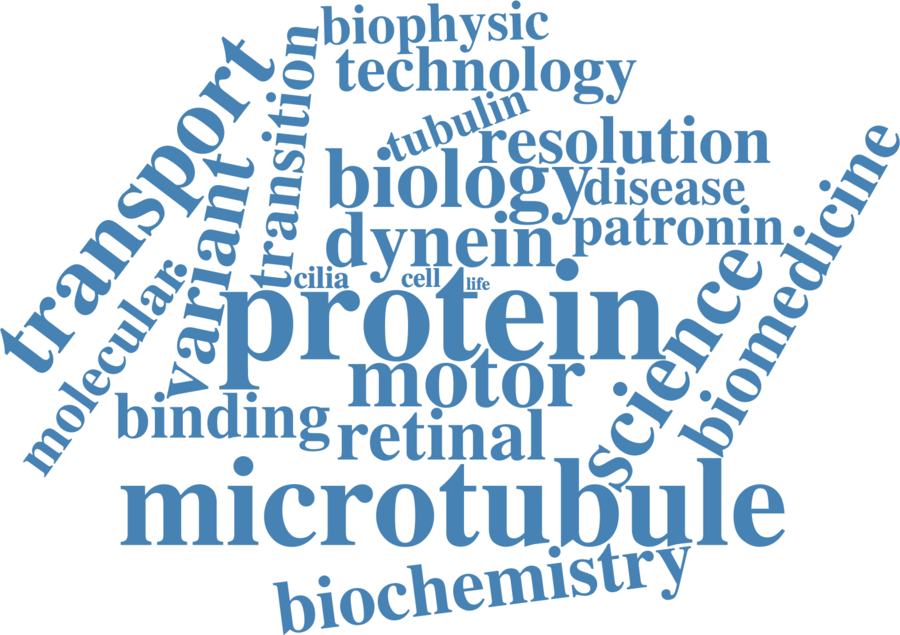 biophysic
technology
transport
transition
tubulin
resolution
biology
disease
variant
dynein
patronin
biomedicine
molecular
cilia
cell
life
protein
science
motor
binding
retinal
microtubule
biochemistry